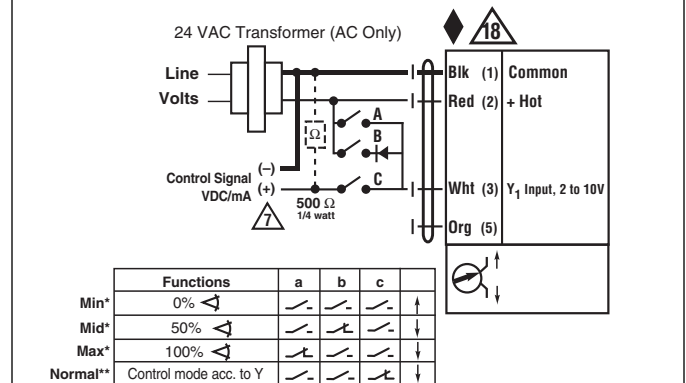 24 VAC Transformer (AC Only)
18
Line
Volts
Blk (1) Common
Red (2) + Hot
A
Ω
B
Control Signal (–)
VDC/mA (+)
C
7
500 Ω
1/4 watt
Wht (3) Y1 Input, 2 to 10V
Org (5)
Functions a b c
Min* 0%
Mid* 50%
Max* 100%
Normal** Control mode acc. to Y